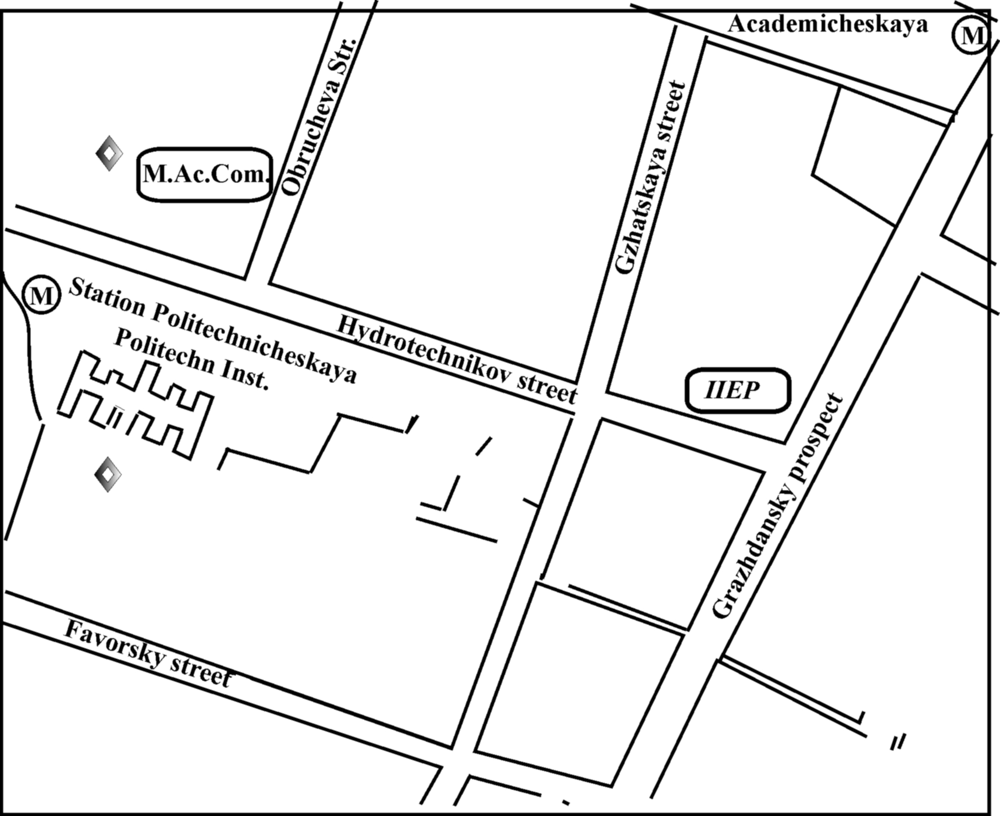 Academicheskaya
M
Obrucheva Str.
Gzhatskaya street
M.Ac.Com.
M
Station Politechnicheskaya
Politechn Inst.
Hydrotechnikov street
IIEP
Grazhdansky prospect
Favorsky street